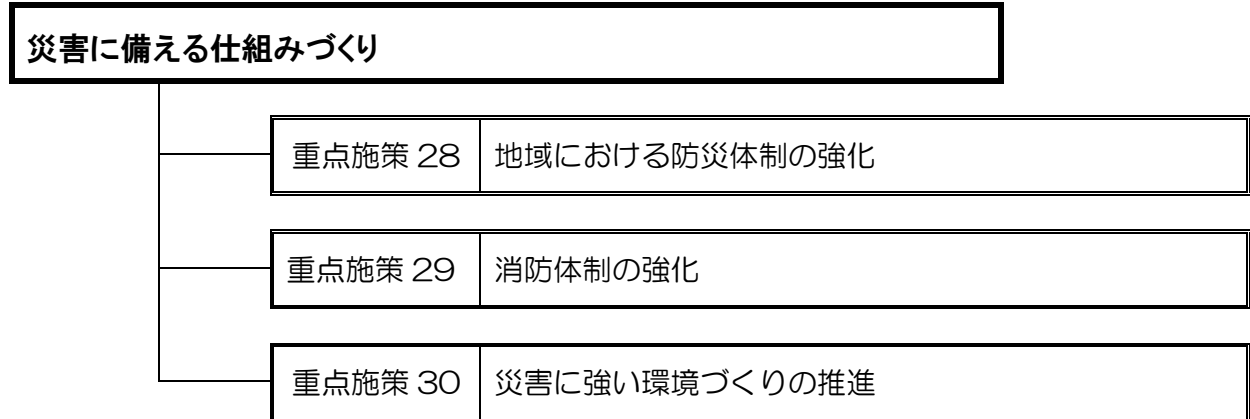 災害に備える仕組みづくり
重点施策 28 地域における防災体制の強化
重点施策 29 消防体制の強化
重点施策 30 災害に強い環境づくりの推進